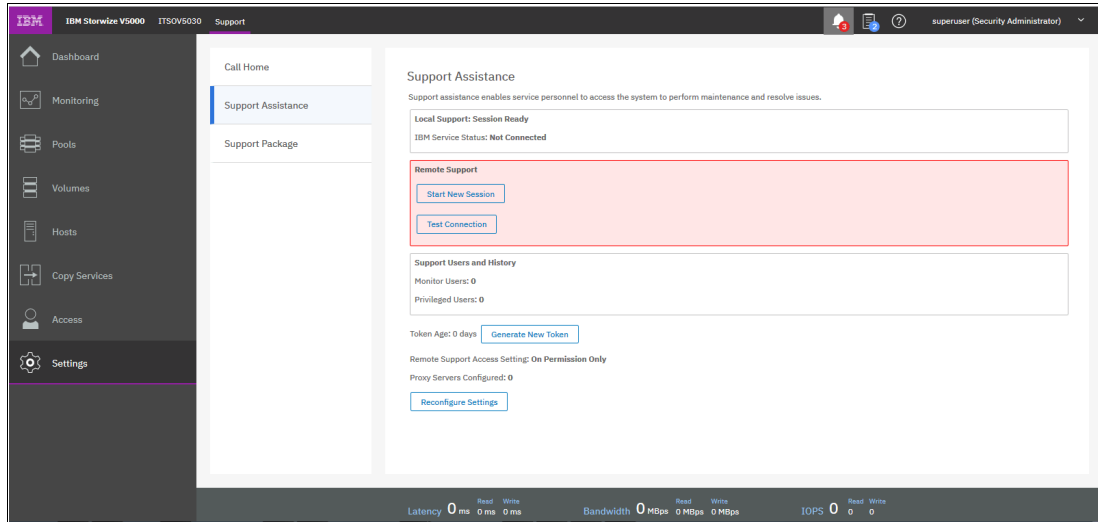 IBM IBM Storwize V5000 ITSOV5030 Support 3 2 ? superuser (Security Administrator)
Dashboard
Monitoring
Pools
Volumes
Hosts
Copy Services
Access
Settings
Call Home
Support Assistance
Support Package
Support Assistance
Support assistance enables service personnel to access the system to perform maintenance and resolve issues.
Local Support: Session Ready
IBM Service Status: Not Connected
Remote Support
Start New Session
Test Connection
Support Users and History
Monitor Users: 0
Privileged Users: 0
Token Age: 0 days Generate New Token
Remote Support Access Setting: On Permission Only
Proxy Servers Configured: 0
Reconfigure Settings
Read Write Read Write Read Write
Latency 0 ms 0 ms 0 ms Bandwidth 0 MBps 0 MBps 0 MBps IOPS 0 0 0